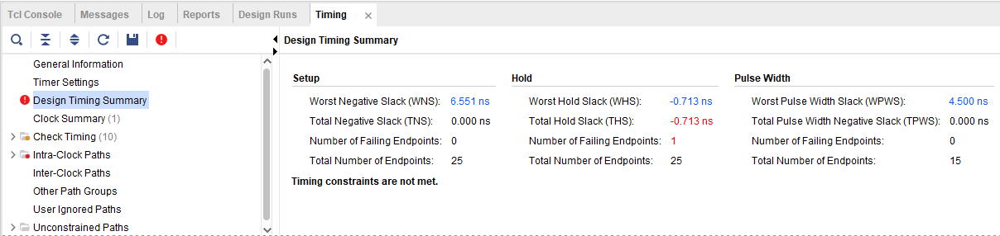 Tcl Console Messages Log Reports Design Runs Timing
Design Timing Summary
General Information
Timer Settings
Design Timing Summary
Clock Summary (1)
Check Timing (10)
Intra-Clock Paths
Inter-Clock Paths
Other Path Groups
User Ignored Paths
Unconstrained Paths
Setup Hold Pulse Width
Worst Negative Slack (WNS): 6.551 ns Worst Hold Slack (WHS): -0.713 ns Worst Pulse Width Slack (WPWS): 4.500 ns
Total Negative Slack (TNS): 0.000 ns Total Hold Slack (THS): -0.713 ns Total Pulse Width Negative Slack (TPWS): 0.000 ns
Number of Failing Endpoints: 0 Number of Failing Endpoints: 1 Number of Failing Endpoints: 0
Total Number of Endpoints: 25 Total Number of Endpoints: 25 Total Number of Endpoints: 15
Timing constraints are not met.